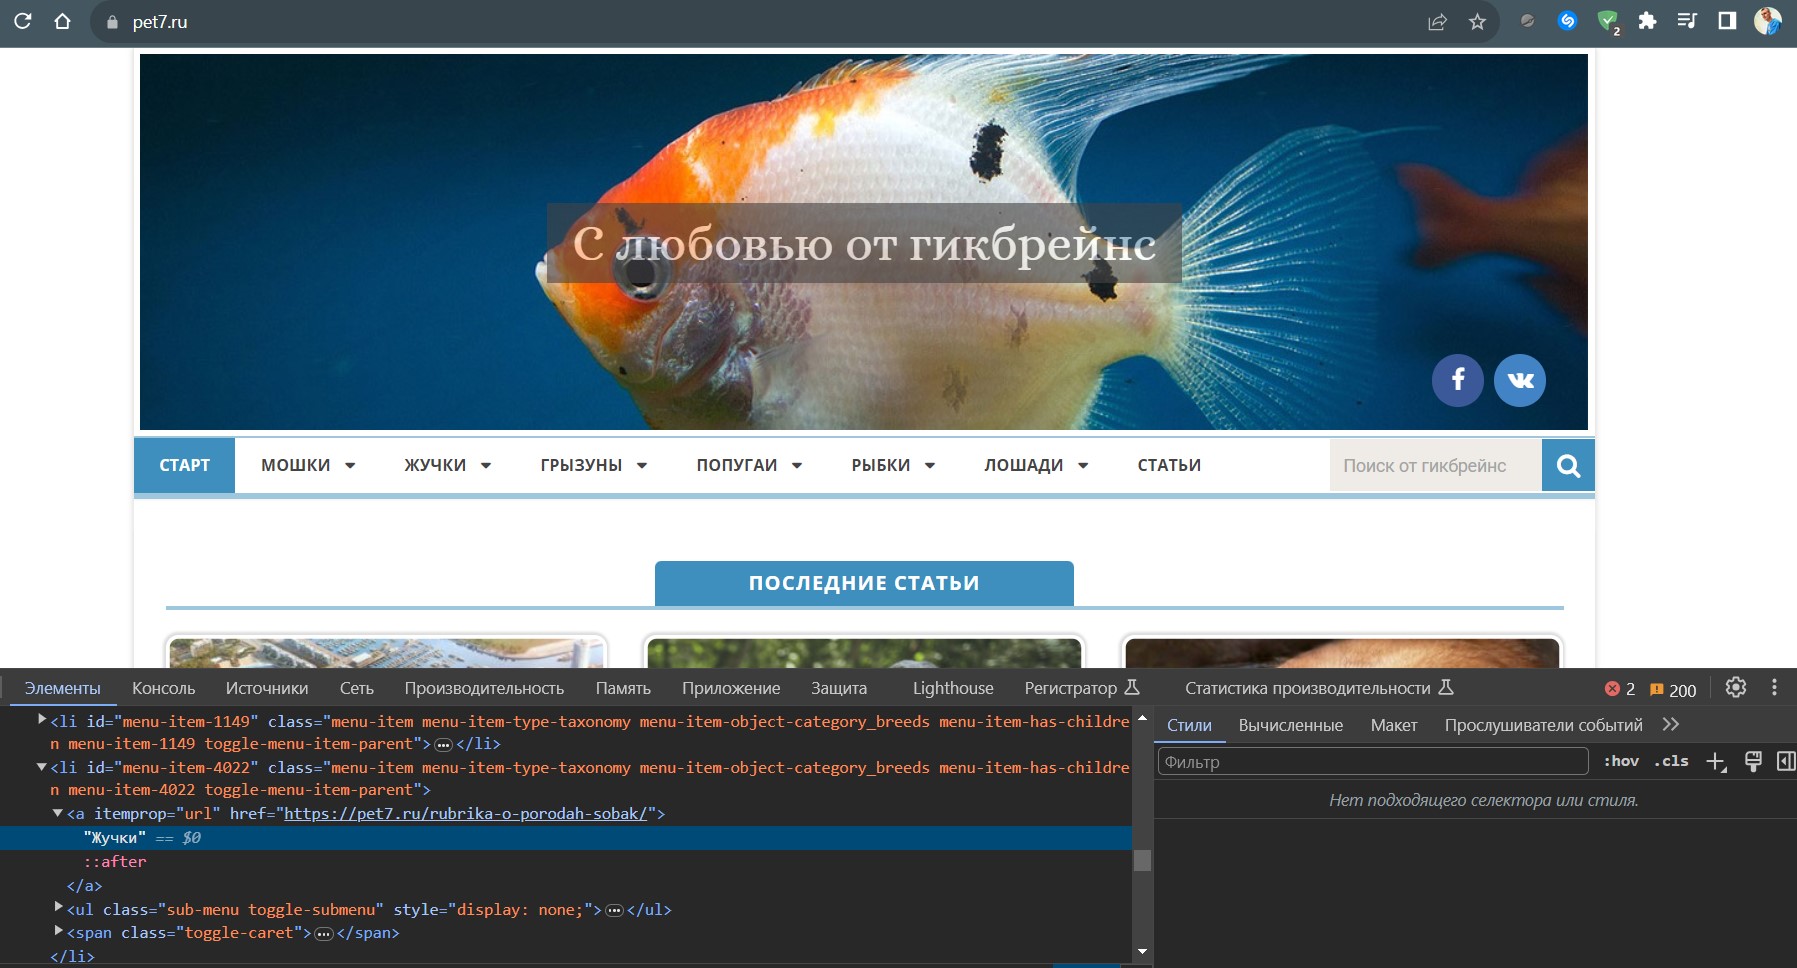 pet7.ru
2
С любовью от гикбрейнс
СТАРТ МОШКИ ЖУЧКИ ГРЫЗУНЫ ПОПУГАИ РЫБКИ ЛОШАДИ СТАТЬИ Поиск от гикбрейнс
ПОСЛЕДНИЕ СТАТЬИ
Элементы Консоль Источники Сеть Производительность Память Приложение Защита Lighthouse Регистратор Статистика производительности 2 200
<li id="menu-item-1149" class="menu-item menu-item-type-taxonomy menu-item-object-category_breeds menu-item-has-childre
n menu-item-1149 toggle-menu-item-parent">…</li>
<li id="menu-item-4022" class="menu-item menu-item-type-taxonomy menu-item-object-category_breeds menu-item-has-childre
n menu-item-4022 toggle-menu-item-parent">
<a itemprop="url" href="https://pet7.ru/rubrika-o-porodah-sobak/">
"Жучки" == $0
::after
</a>
<ul class="sub-menu toggle-submenu" style="display: none;">…</ul>
<span class="toggle-caret">…</span>
</li>
Стили Вычисленные Макет Прослушиватели событий
Фильтр :hov .cls
Нет подходящего селектора или стиля.